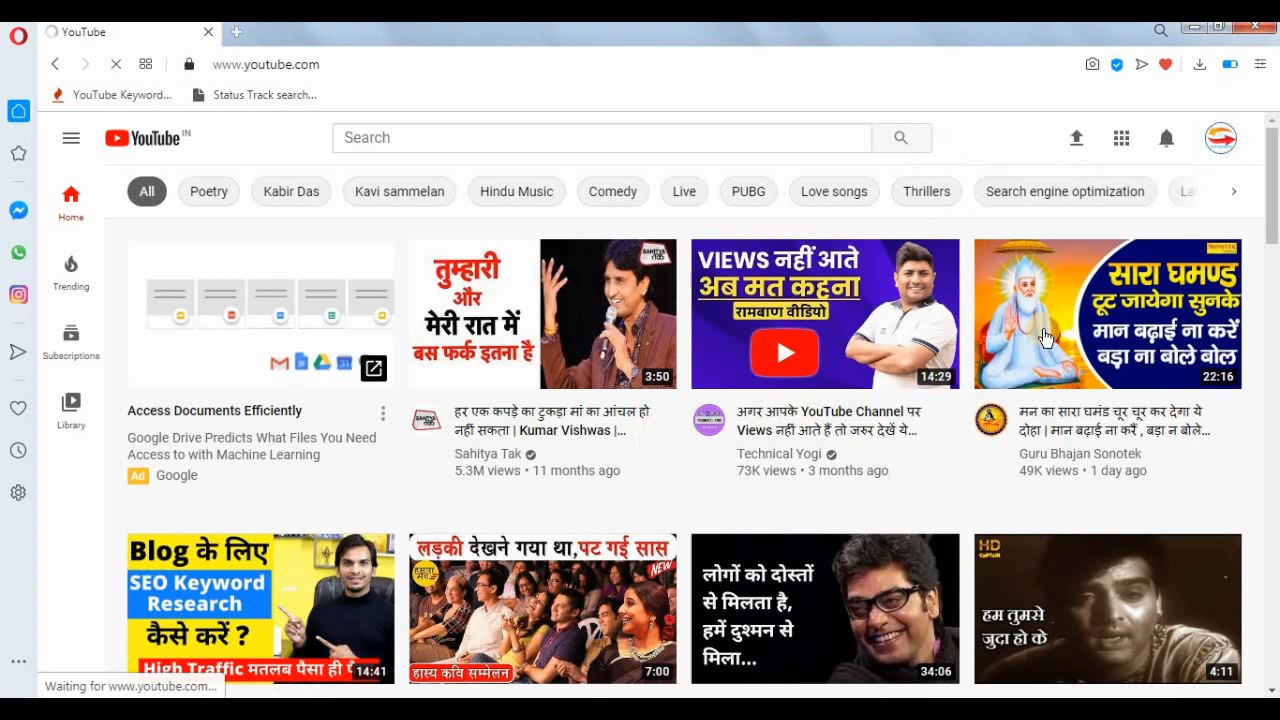 YouTube
www.youtube.com
YouTube Keyword...
Status Track search...
YouTube IN
Search
All
Poetry
Kabir Das
Kavi sammelan
Hindu Music
Comedy
Live
PUBG
Love songs
Thrillers
Search engine optimization
Home
Trending
Subscriptions
Library
तुम्हारी
और
मेरी रात में
बस फर्क इतना है
3:50
VIEWS नहीं आते
अब मत कहना
रामबाण वीडियो
14:29
सारा घमण्ड
टूट जायेगा सुनके
मान बढ़ाई ना करें
बड़ा ना बोले बोल
22:16
Access Documents Efficiently
Google Drive Predicts What Files You Need
Access to with Machine Learning
Ad Google
हर एक कपड़े का टुकड़ा मां का आंचल हो
नहीं सकता | Kumar Vishwas |...
Sahitya Tak
5.3M views • 11 months ago
अगर आपके YouTube Channel पर
Views नहीं आते हैं तो जरुर देखें ये...
Technical Yogi
73K views • 3 months ago
मन का सारा घमंड चूर चूर कर देगा ये
दोहा | मान बढ़ाई ना करैं , बड़ा न बोले...
Guru Bhajan Sonotek
49K views • 1 day ago
Blog के लिए
SEO Keyword
Research
कैसे करें ?
High Traffic मतलब पैसा ही
14:41
लड़की देखने गया था,पट गई सास
NEW
हास्य कवि सम्मेलन
7:00
लोगों को दोस्तों
से मिलता है,
हमें दुश्मन से
मिला...
34:06
HD
CAPTAIN
हम तुमसे
जुदा हो के
4:11
Waiting for www.youtube.com...